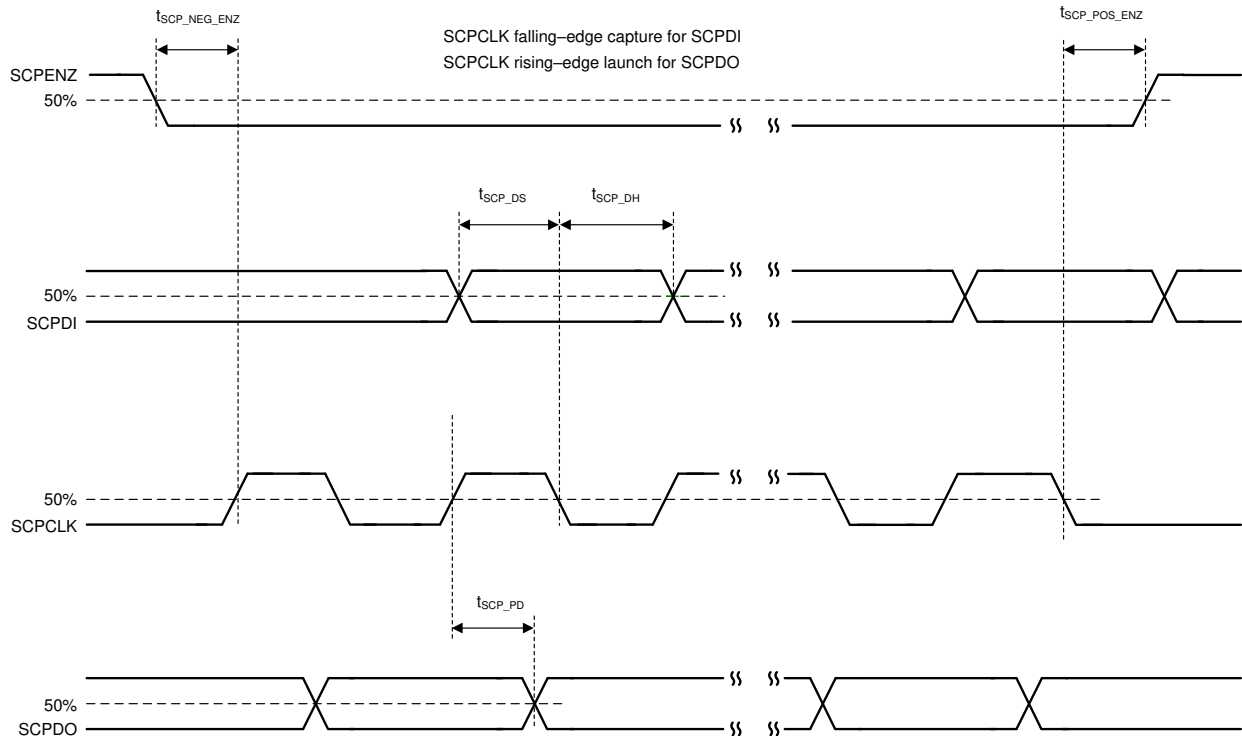 tSCP_NEG_ENZ
SCPCLK falling–edge capture for SCPDI
SCPCLK rising–edge launch for SCPDO
tSCP_POS_ENZ
SCPENZ
50%
tSCP_DS
tSCP_DH
50%
SCPDI
50%
SCPCLK
tSCP_PD
50%
SCPDO